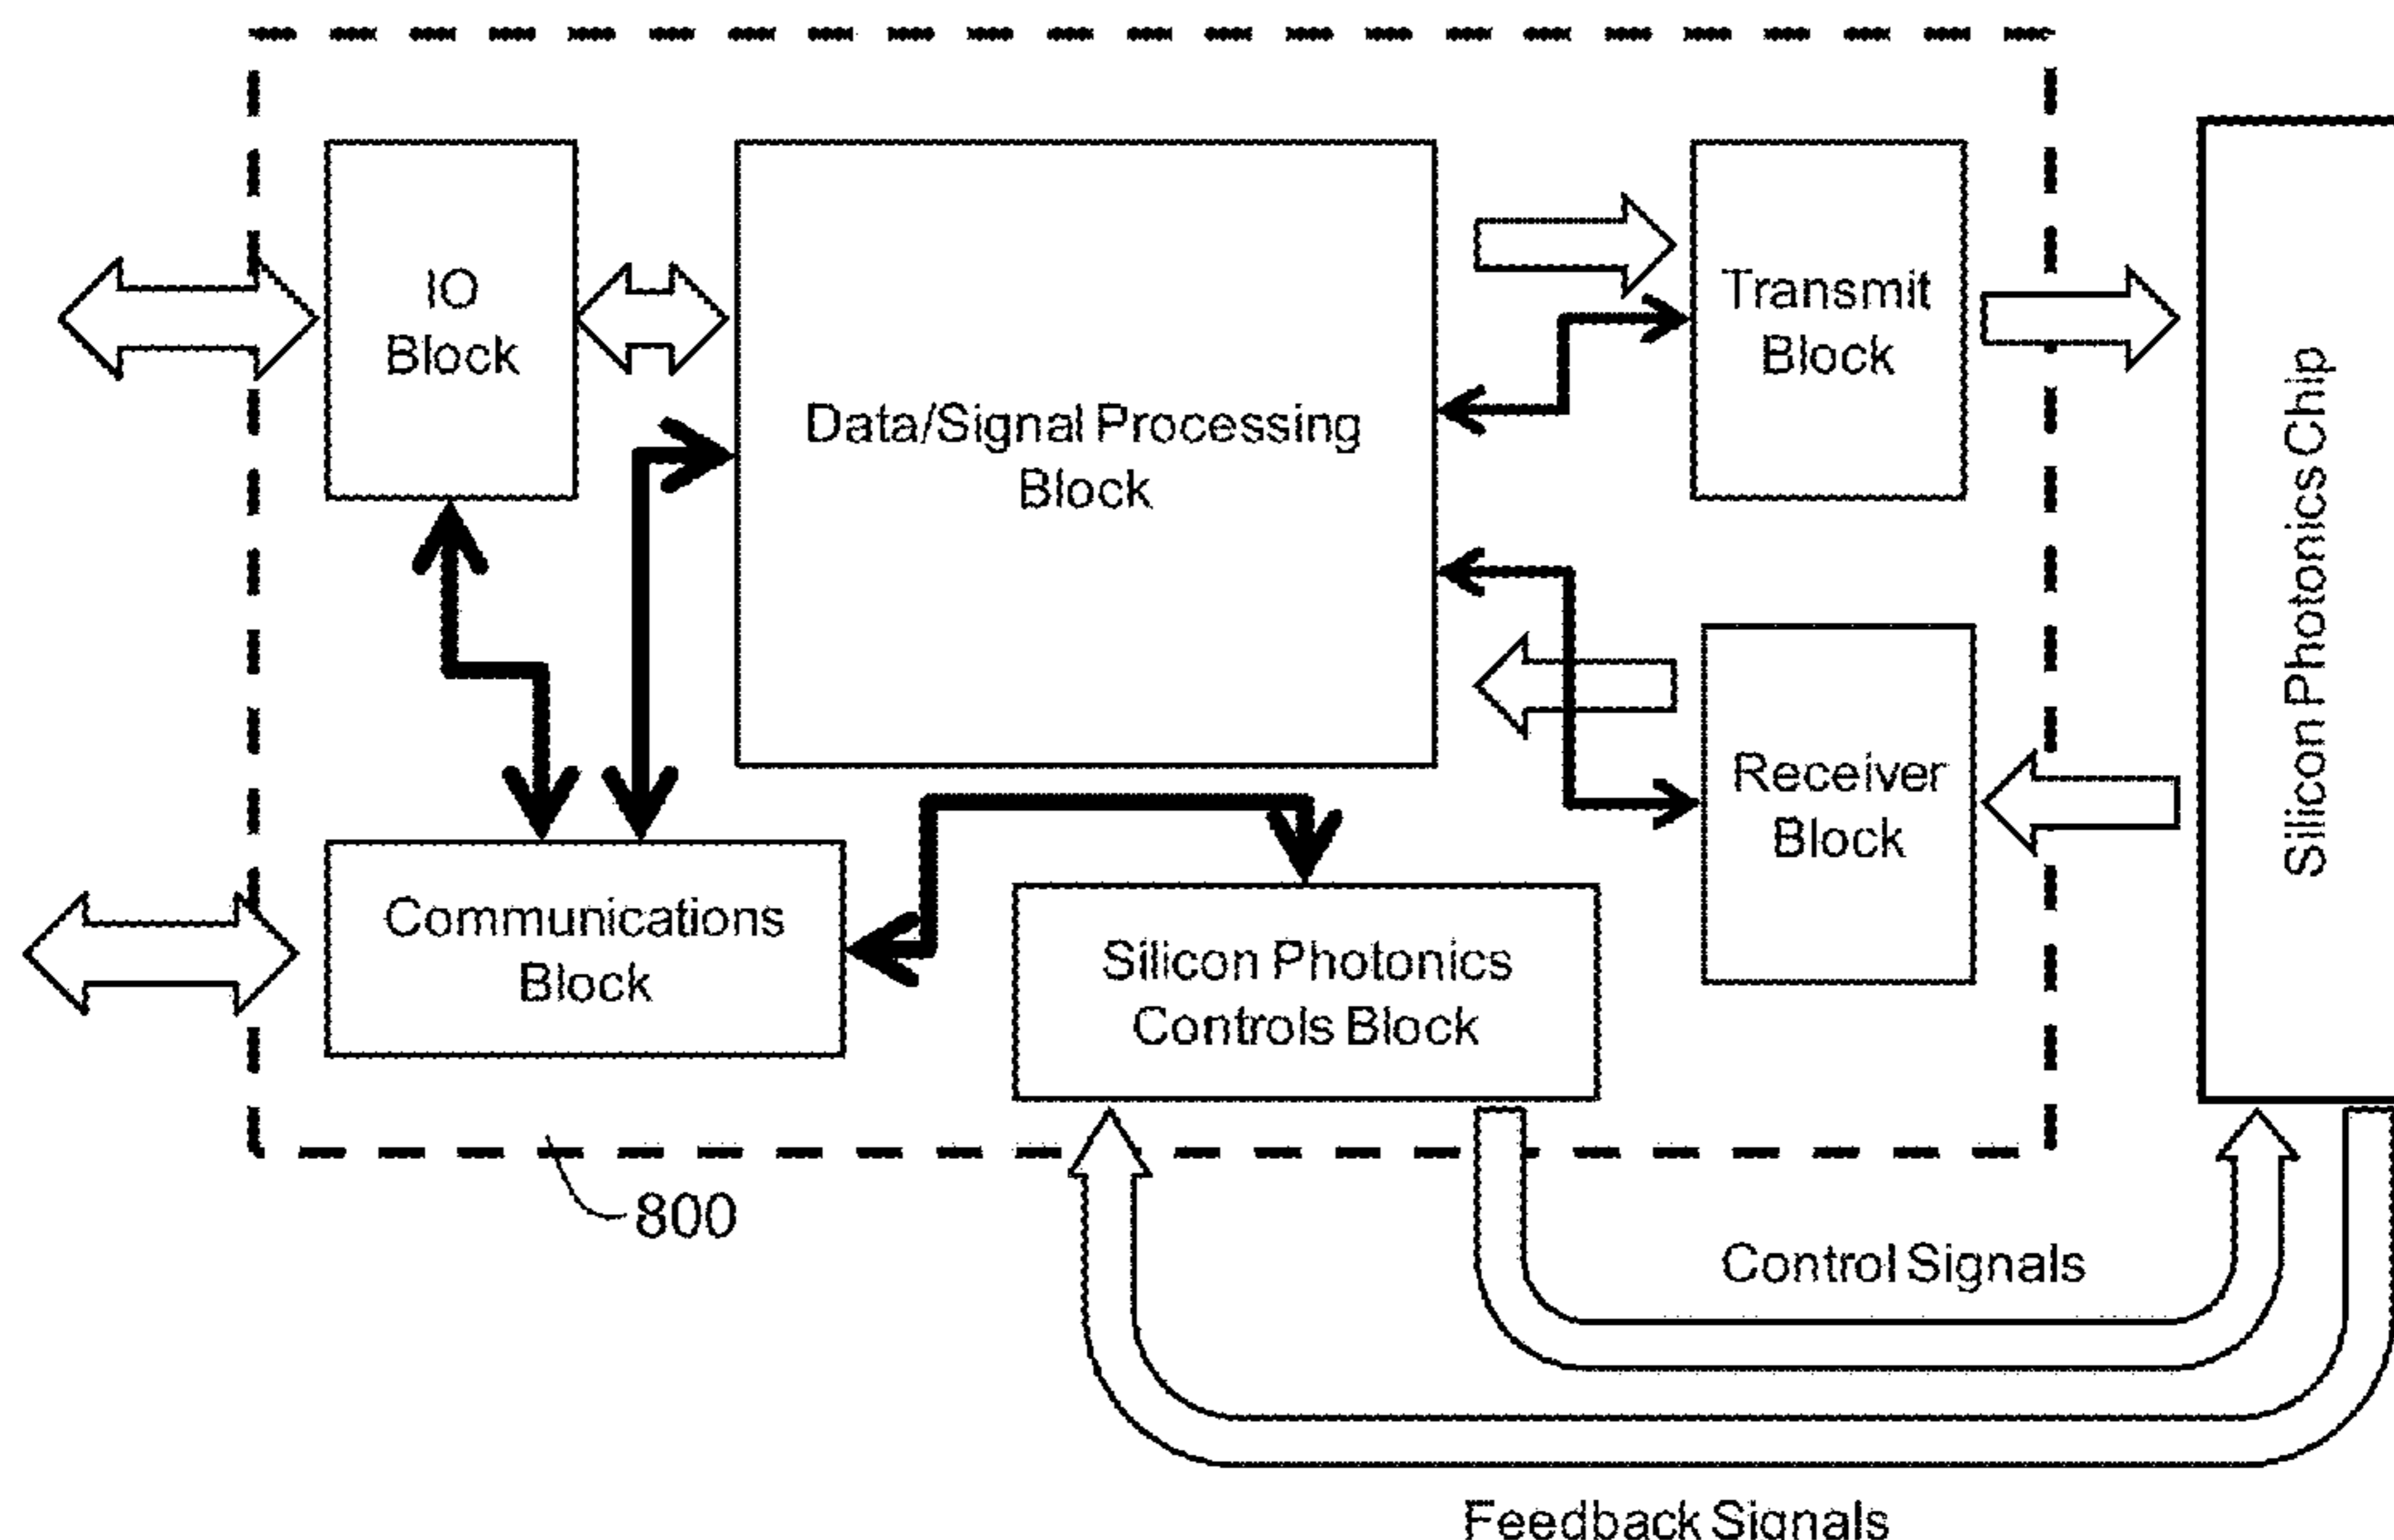 IO
Block
Data/Signal Processing
Block
Transmit
Block
Silicon Photonics Chip
Receiver
Block
Communications
Block
Silicon Photonics
Controls Block
800
Control Signals
Feedback Signals